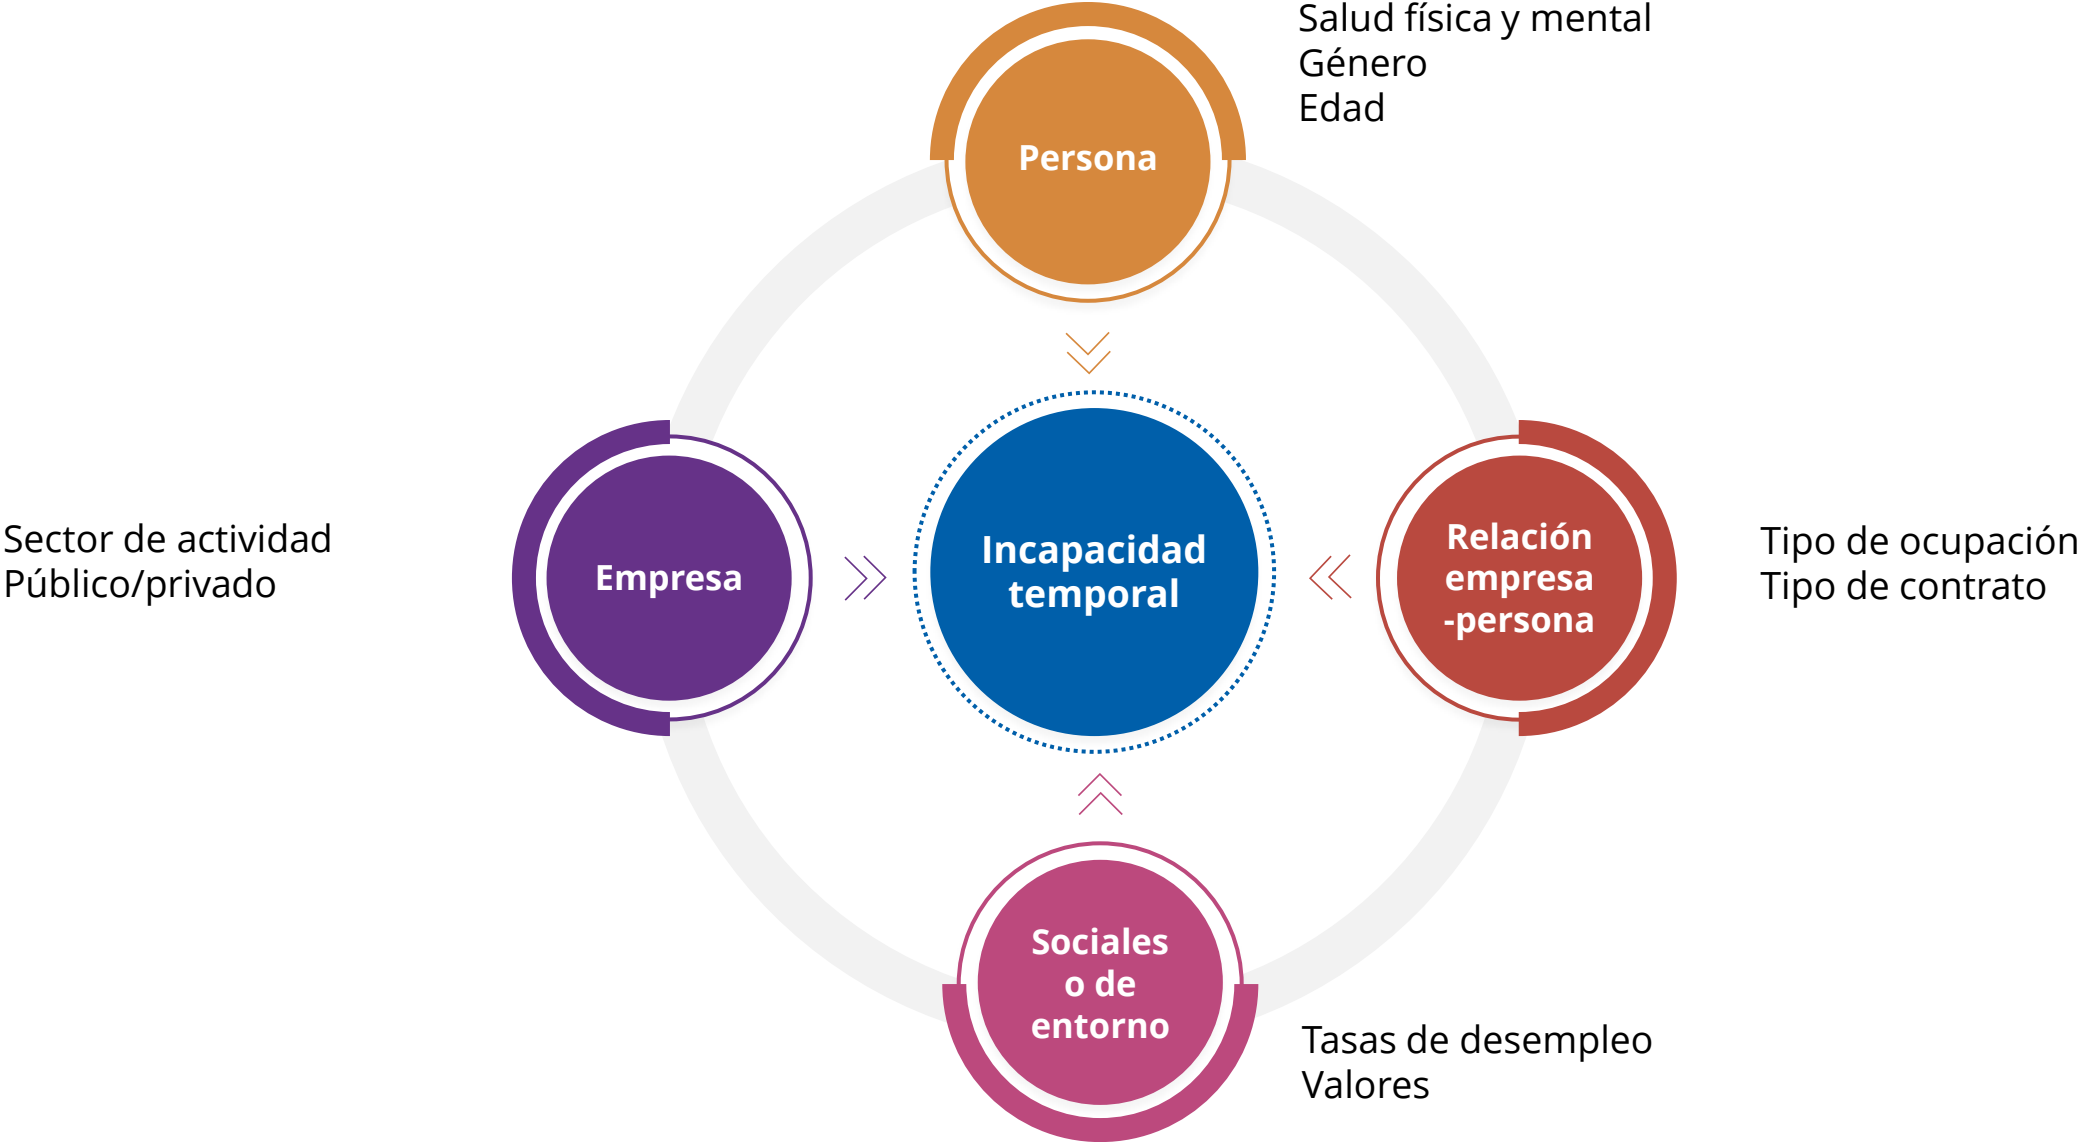 Salud física y mental
Género
Edad
Persona
Sector de actividad
Público/privado
Empresa
Incapacidad
temporal
Relación
empresa
-persona
Tipo de ocupación
Tipo de contrato
Sociales
o de
entorno
Tasas de desempleo
Valores